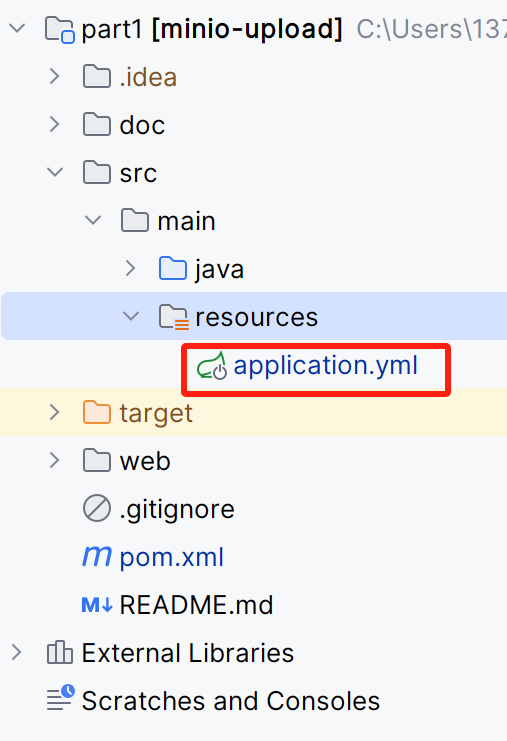 part1 [minio-upload] C:\Users\137
.idea
doc
src
main
java
resources
application.yml
target
web
.gitignore
pom.xml
README.md
External Libraries
Scratches and Consoles